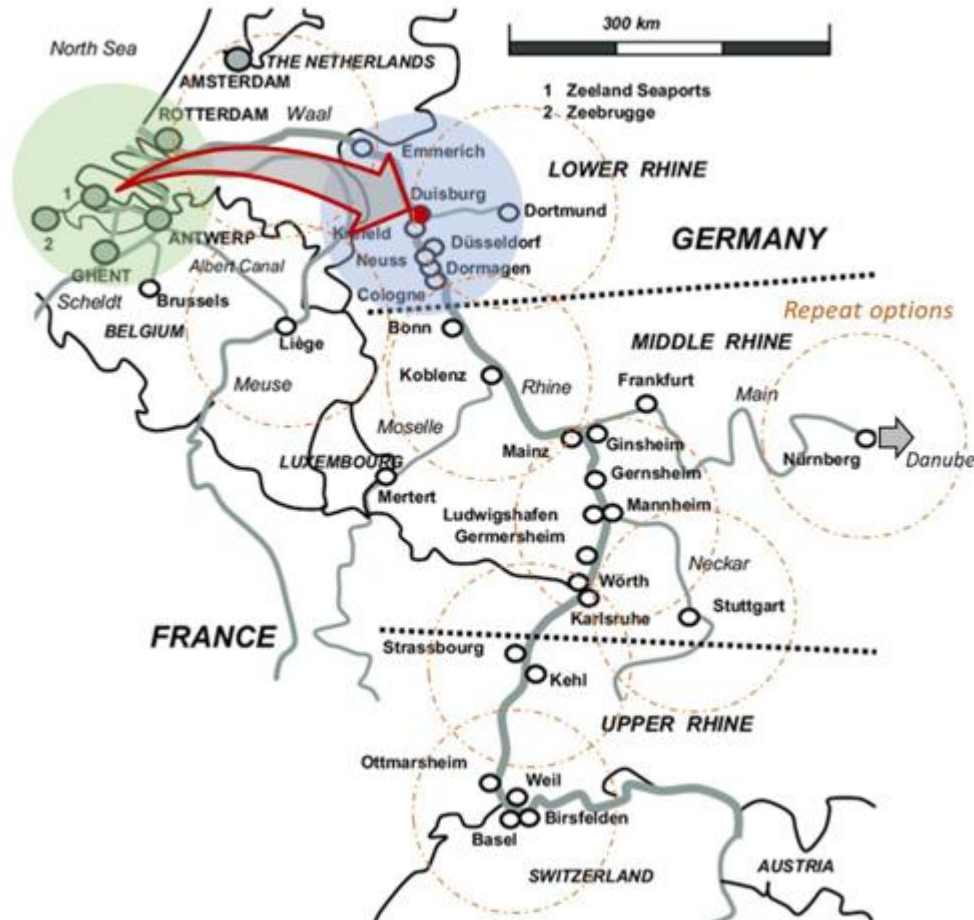 300 km
North Sea
THE NETHERLANDS
AMSTERDAM
1 Zeeland Seaports
2 Zeebrugge
ROTTERDAM
Waal
Emmerich
LOWER RHINE
1
Duisburg
Dortmund
2
ANTWERP
Krefeld
Düsseldorf
GERMANY
GHENT
Albert Canal
Neuss
Dormagen
Scheldt
Brussels
Cologne
Repeat options
BELGIUM
Bonn
MIDDLE RHINE
Liège
Koblenz
Rhine
Frankfurt
Main
Meuse
Moselle
Mainz
Ginsheim
Nürnberg
Danube
LUXEMBOURG
Gernsheim
Mertert
Ludwigshafen
Mannheim
Germersheim
Neckar
Wörth
Stuttgart
Karlsruhe
FRANCE
Strassbourg
Kehl
UPPER RHINE
Ottmarsheim
Weil
Birsfelden
Basel
SWITZERLAND
AUSTRIA